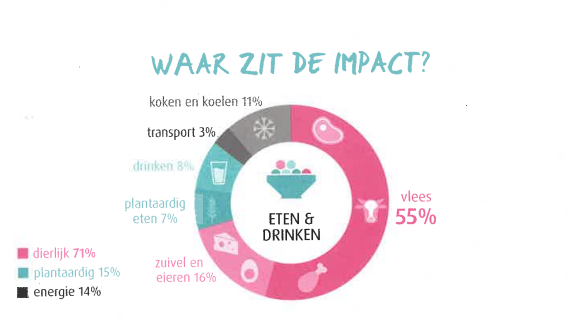 WAAR ZIT DE IMPACT?
koken en koelen 11%
transport 3%
drinken 8%
plantaardig
eten 7%
zuivel en
eieren 16%
vlees
55%
ETEN &
DRINKEN
dierlijk 71%
plantaardig 15%
energie 14%